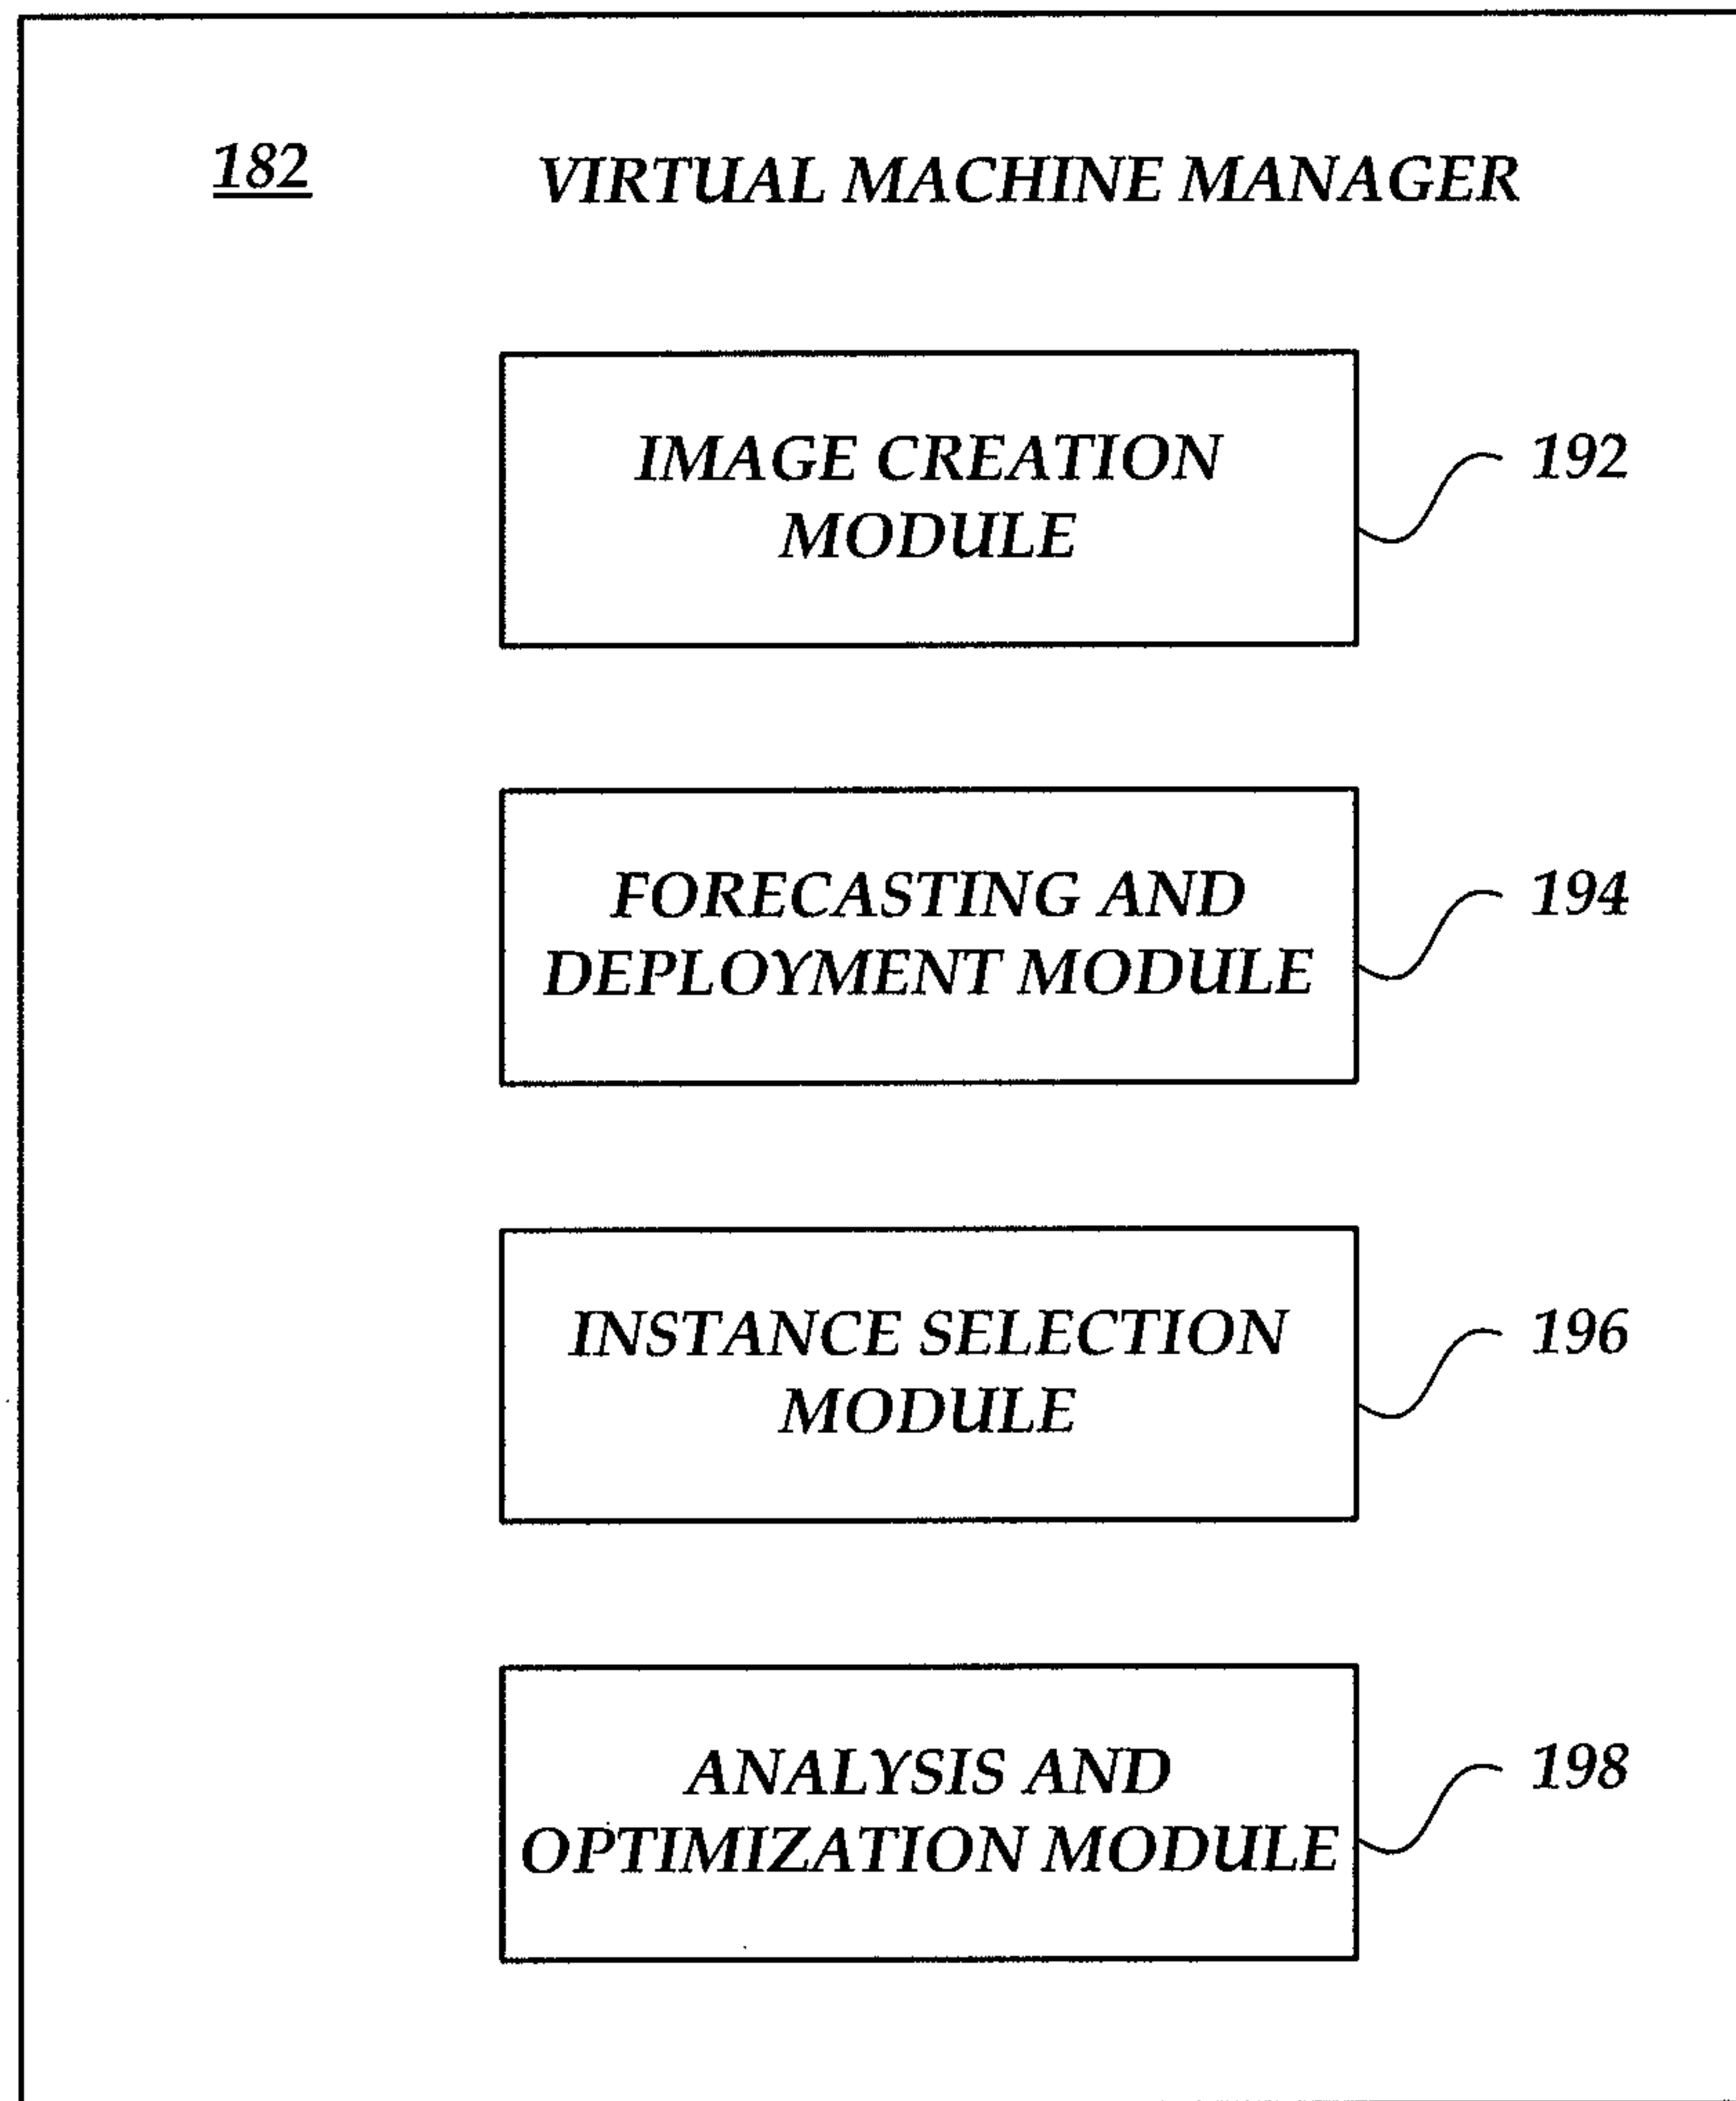 182 VIRTUAL MACHINE MANAGER
IMAGE CREATION
MODULE
192
FORECASTING AND
DEPLOYMENT MODULE
194
INSTANCE SELECTION
MODULE
196
ANALYSIS AND
OPTIMIZATION MODULE
198